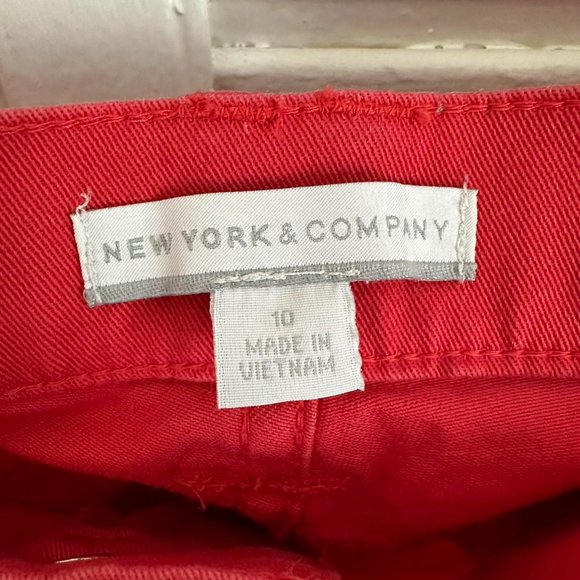 NEW YORK & COMPANY
10
MADE IN
VIETNAM